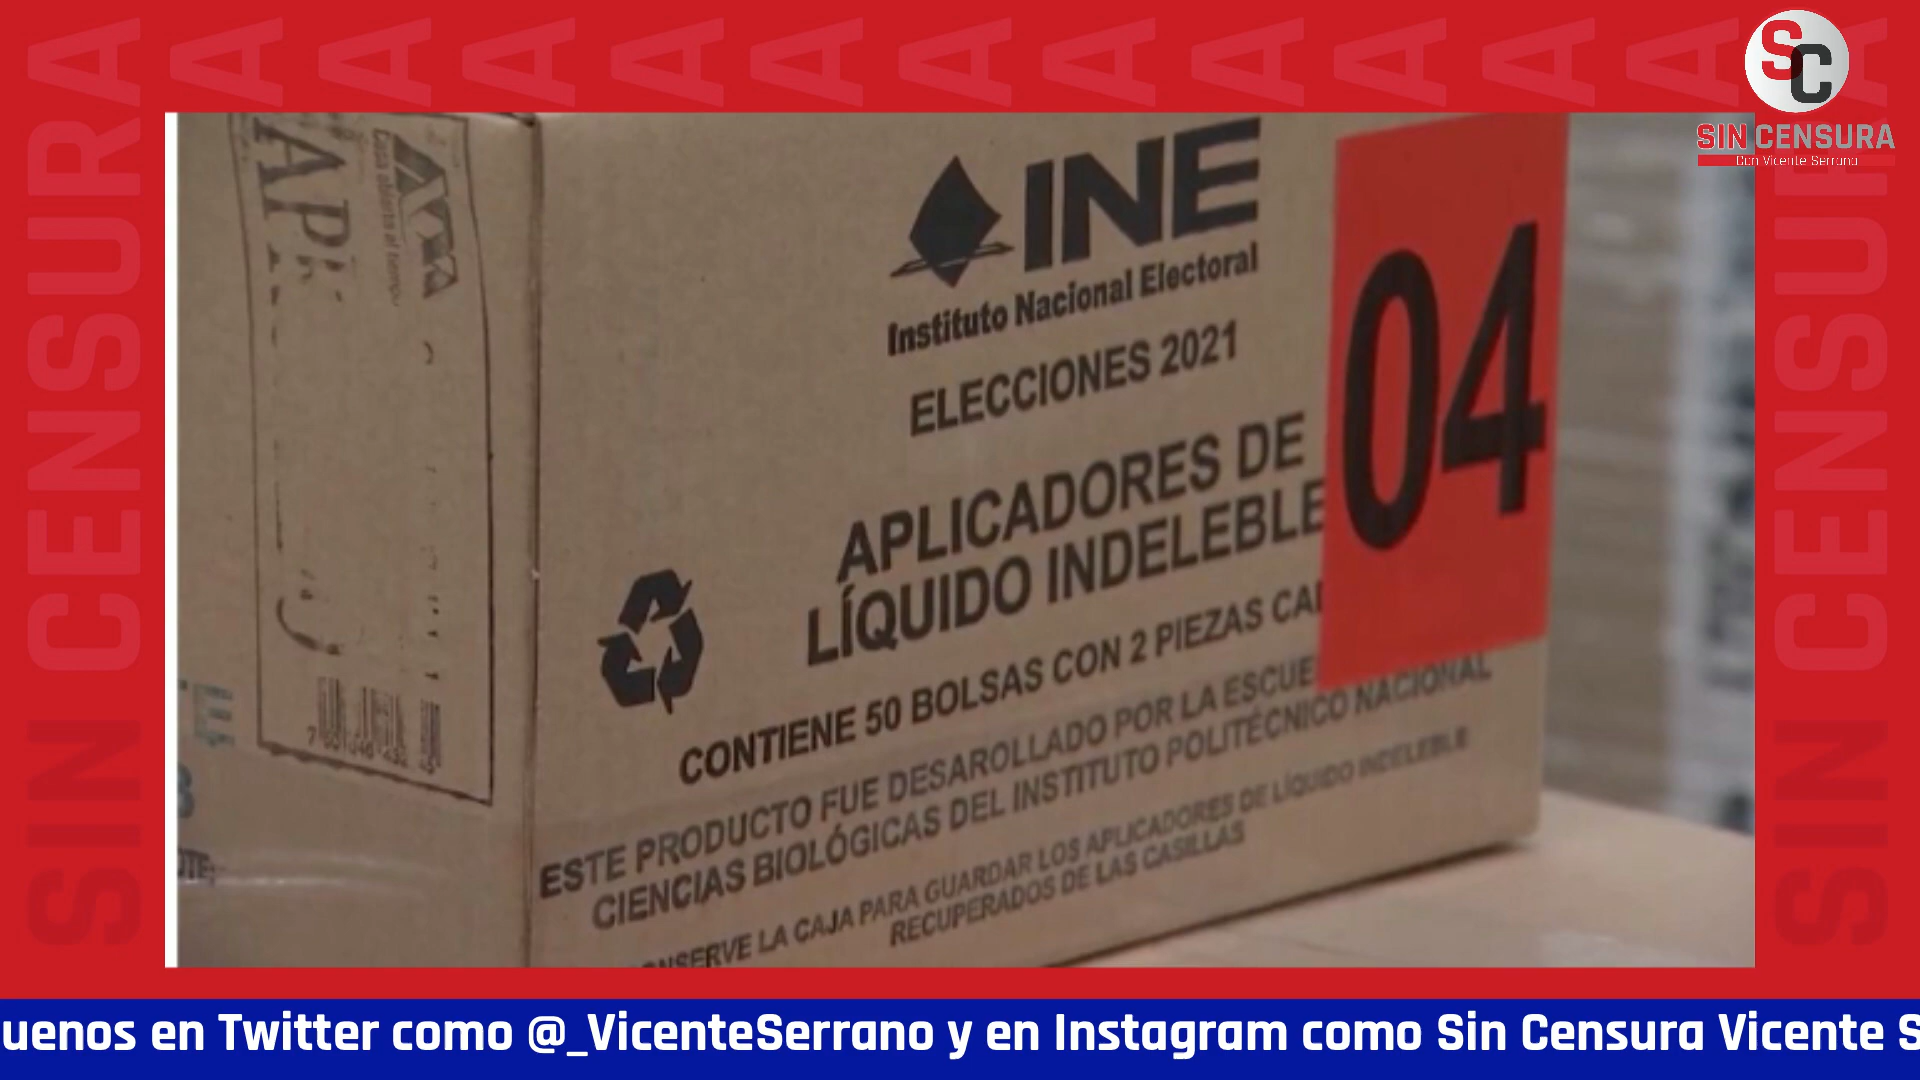 SC
SIN CENSURA
Con Vicente Serrano
SIN CENSURA
SIN CENSURA
INE
Instituto Nacional Electoral
ELECCIONES 2021
APLICADORES DE
LÍQUIDO INDELEBLE
04
CONTIENE 50 BOLSAS CON 2 PIEZAS
ESTE PRODUCTO FUE DESAROLLADO POR LA
CIENCIAS BIOLÓGICAS DEL INSTITUTO POLITÉCNICO NACIONAL
LA CAJA PARA GUARDAR LOS APLICADORES DE LÍQUIDO INDELEBLE
RECUPERADOS DE LAS CASILLAS
en Twitter como @_VicenteSerrano y en Instagram como Sin Censura Vicente